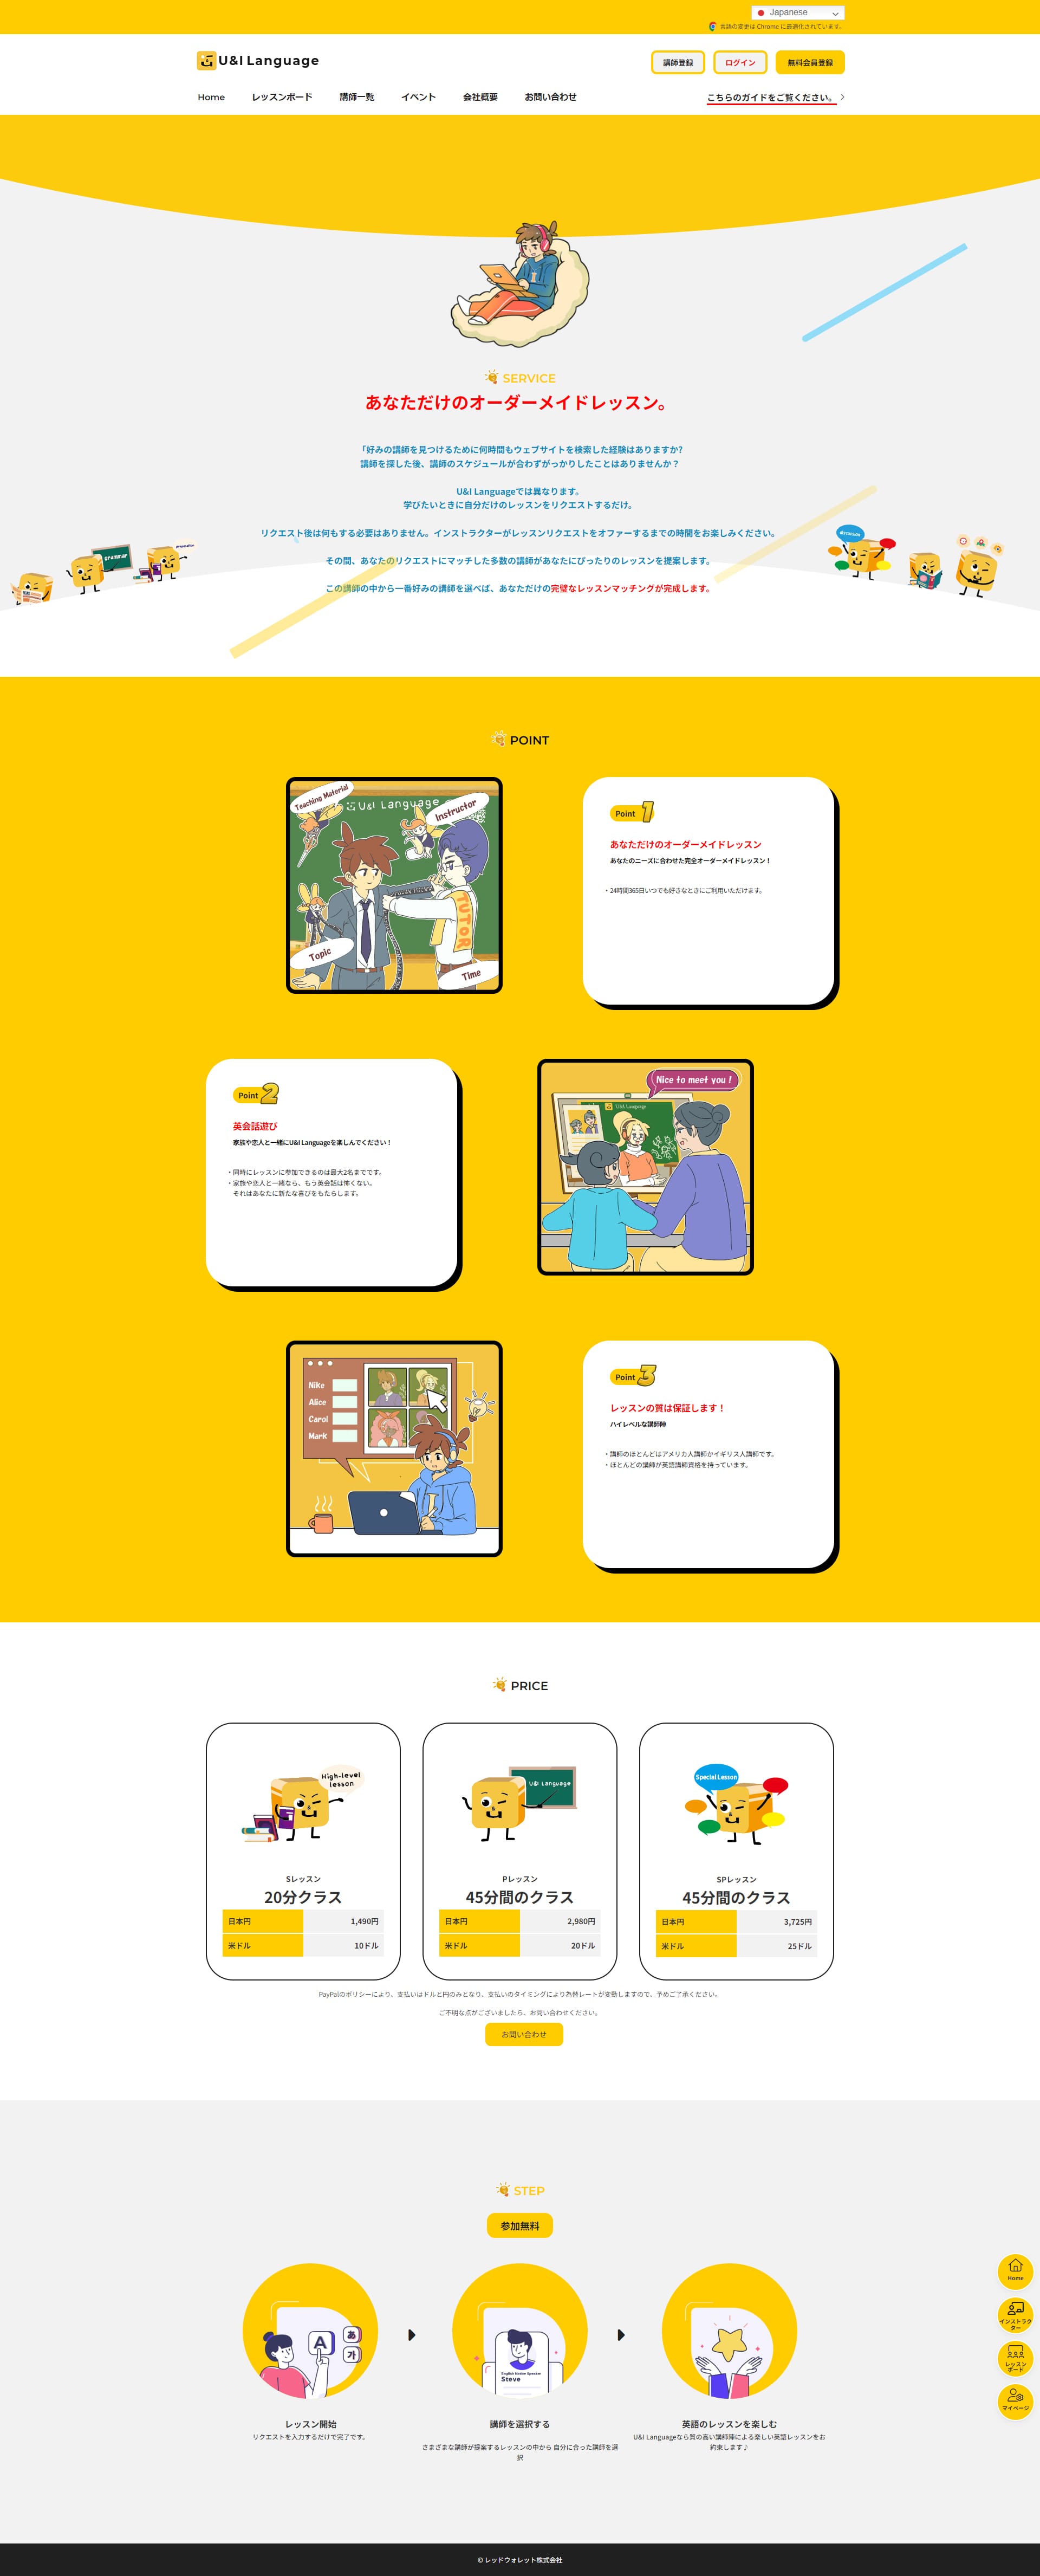 Japanese
言語の変更は Chrome に最適化されています。
U&I Language
講師登録
ログイン
無料会員登録
Home
レッスンボード
講師一覧
イベント
会社概要
お問い合わせ
こちらのガイドをご覧ください。
SERVICE
あなただけのオーダーメイドレッスン。
「好みの講師を見つけるために何時間もウェブサイトを検索した経験はありますか?
講師を探した後、講師のスケジュールが合わずがっかりしたことはありませんか？
U&I Languageでは異なります。
学びたいときに自分だけのレッスンをリクエストするだけ。
リクエスト後は何もする必要はありません。インストラクターがレッスンリクエストをオファーするまでの時間をお楽しみください。
その間、あなたのリクエストにマッチした多数の講師があなたにぴったりのレッスンを提案します。
この講師の中から一番好みの講師を選べば、あなただけの完璧なレッスンマッチングが完成します。
grammar
POINT
Teaching Material
U&I Language
Instructor
TUTOR
Topic
Time
Point 1
あなただけのオーダーメイドレッスン
あなたのニーズに合わせた完全オーダーメイドレッスン！
・24時間365日いつでも好きなときにご利用いただけます。
Point 2
英会話遊び
家族や恋人と一緒にU&I Languageを楽しんでください！
・同時にレッスンに参加できるのは最大2名までです。
・家族や恋人と一緒なら、もう英会話は怖くない。
それはあなたに新たな喜びをもたらします。
Nice to meet you !
U&I Language
Nike
Alice
Carol
Mark
Point 3
レッスンの質は保証します！
ハイレベルな講師陣
・講師のほとんどはアメリカ人講師かイギリス人講師です。
・ほとんどの講師が英語講師資格を持っています。
PRICE
High-level
lesson
Sレッスン
20分クラス
日本円 1,490円
米ドル 10ドル
U&I Language
Pレッスン
45分間のクラス
日本円 2,980円
米ドル 20ドル
Special Lesson
SPレッスン
45分間のクラス
日本円 3,725円
米ドル 25ドル
PayPalのポリシーにより、支払いはドルと円のみとなり、支払いのタイミングにより為替レートが変動しますので、予めご了承ください。
ご不明な点がございましたら、お問い合わせください。
お問い合わせ
STEP
参加無料
A
あ
가
レッスン開始
リクエストを入力するだけで完了です。
English Native Speaker
Steve
講師を選択する
さまざまな講師が提案するレッスンの中から 自分に合った講師を選
択
英語のレッスンを楽しむ
U&I Languageなら質の高い講師陣による楽しい英語レッスンをお
約束します♪
Home
インストラク
ター
レッスン
ボード
マイページ
© レッドウォレット株式会社